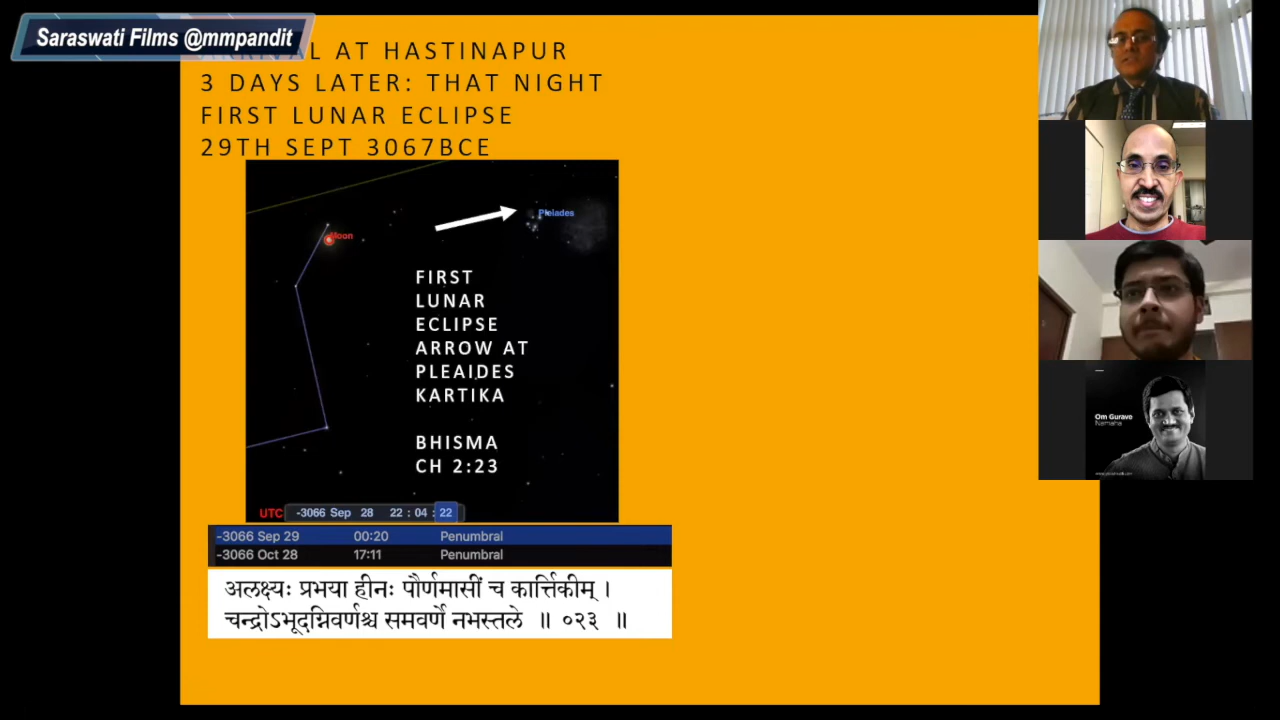 Saraswati Films @mmpandit
L AT HASTINAPUR
3 DAYS LATER: THAT NIGHT
FIRST LUNAR ECLIPSE
29TH SEPT 3067BCE
Pleiades
Moon
FIRST
LUNAR
ECLIPSE
ARROW AT
PLEAIDES
KARTIKA
BHISMA
CH 2:23
UTC -3066 Sep 28 22 : 04 : 22
-3066 Sep 29 00:20 Penumbral
-3066 Oct 28 17:11 Penumbral
अलक्ष्यः प्रभया हीनः पौर्णमासीं च कार्त्तिकीम् ।
चन्द्रोऽभूदग्निवर्णश्च समवर्णे नभस्तले ॥ ०२३ ॥
Om Gurave
Namaha